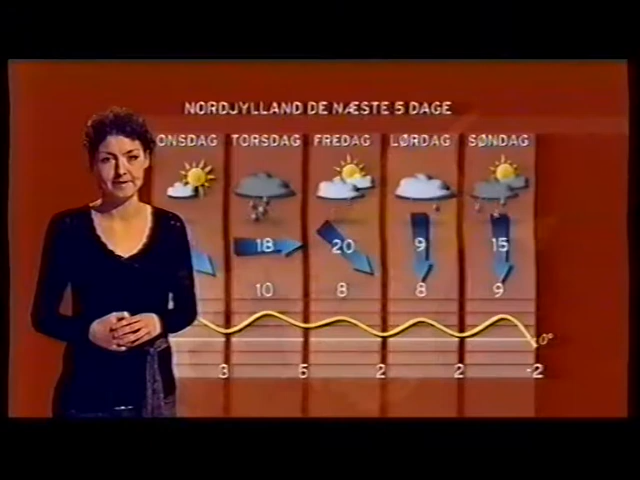 NORDJYLLAND DE NÆSTE 5 DAGE
ONSDAG TORSDAG FREDAG LØRDAG SØNDAG
18 20 9 15
10 8 8 9
0°
3 5 2 2 -2